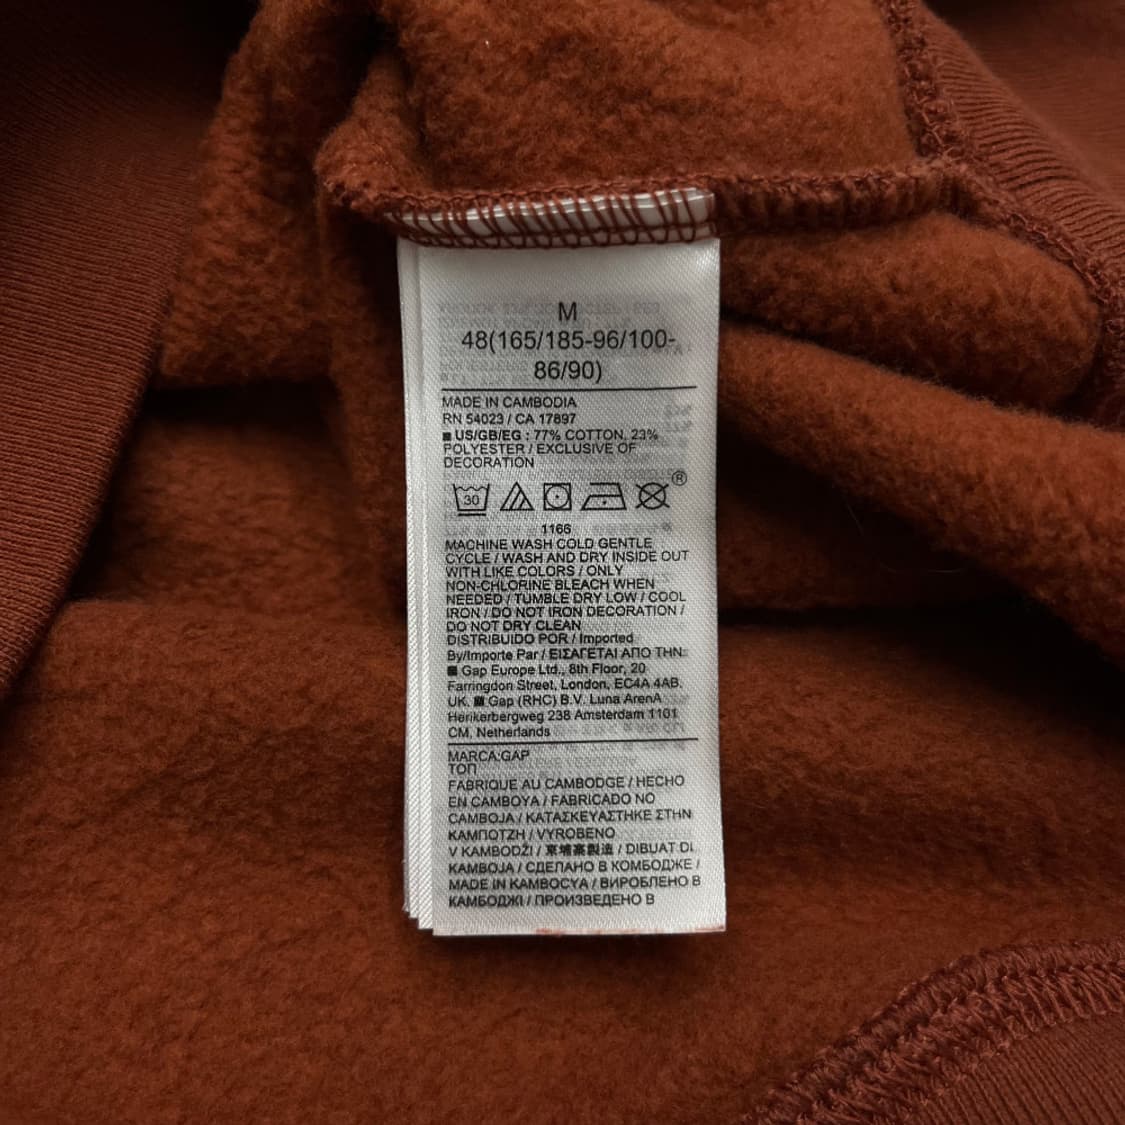 M
48(165/185-96/100-
86/90)
MADE IN CAMBODIA
RN 54023 / CA 17897
US/GB/EG : 77% COTTON, 23%
POLYESTER / EXCLUSIVE OF
DECORATION
30
®
1166
MACHINE WASH COLD GENTLE
CYCLE / WASH AND DRY INSIDE OUT
WITH LIKE COLORS / ONLY
NON-CHLORINE BLEACH WHEN
NEEDED / TUMBLE DRY LOW / COOL
IRON / DO NOT IRON DECORATION /
DO NOT DRY CLEAN
DISTRIBUIDO POR / Imported
By/Importe Par / ΕΙΣΑΓΕΤΑΙ ΑΠΟ ΤΗΝ:
Gap Europe Ltd., 8th Floor, 20
Farringdon Street, London, EC4A 4AB.
UK. Gap (RHC) B.V. Luna ArenA
Herikerbergweg 238 Amsterdam 1101
CM, Netherlands
MARCA:GAP
ТОП
FABRIQUE AU CAMBODGE / HECHO
EN CAMBOYA / FABRICADO NO
CAMBOJA / ΚΑΤΑΣΚΕΥΑΣΤΗΚΕ ΣΤΗΝ
ΚΑΜΠΟΤΖΗ / VYROBENO
V KAMBODŽI / 柬埔寨製造 / DIBUAT DI
KAMBOJA / СДЕЛАНО В КОМБОДЖЕ /
MADE IN KAMBOCYA / ВИРОБЛЕНО В
КАМБОДЖІ / ПРОИЗВЕДЕНО В